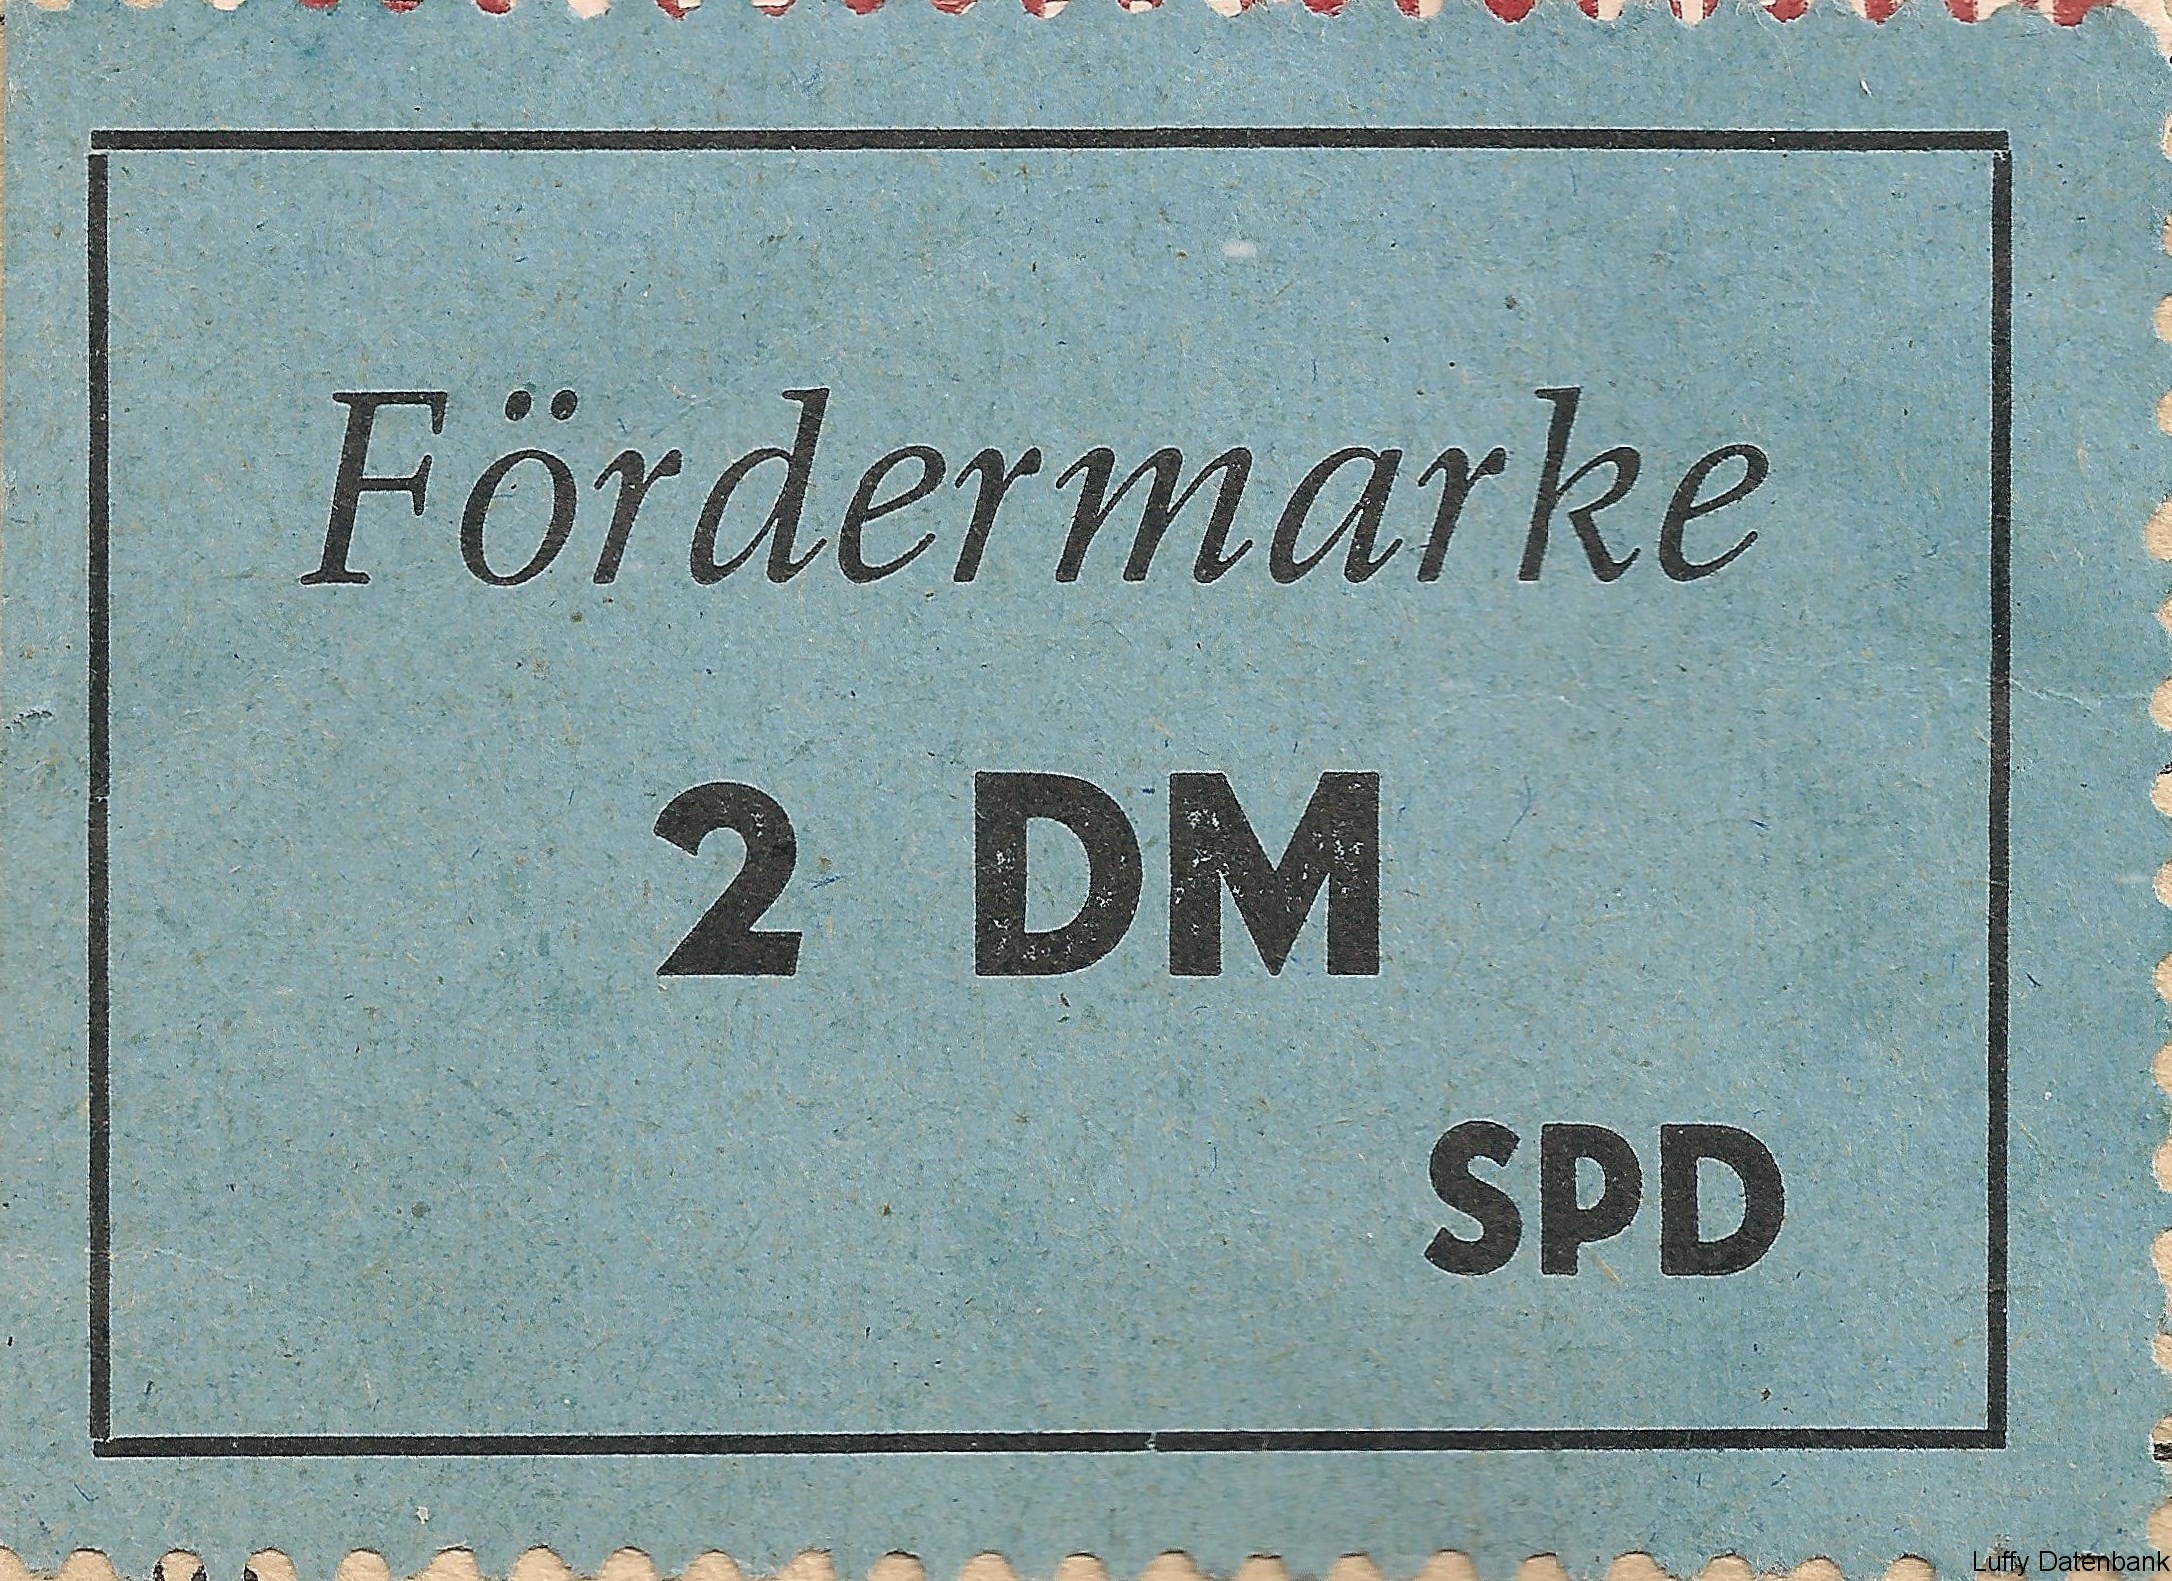 Fördermarke
2 DM
SPD
Luffy Datenbank